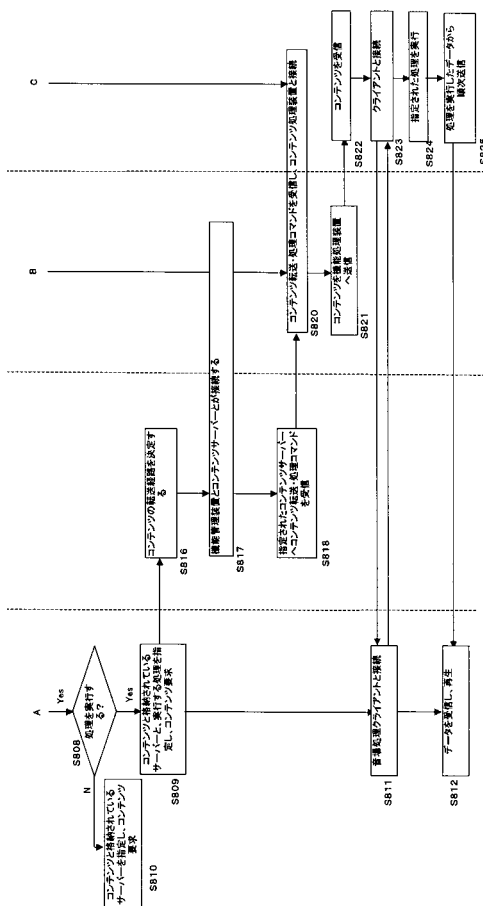 A
Yes
S808
処理を実行す
る？
N
Yes
コンテンツと格納されている
サーバーを指定し、コンテンツ
要求
S810
コンテンツと格納されている
サーバーと、実行する処理を指
定し、コンテンツ要求
S809
音場処理クライアントと接続
S811
データを受信し、再生
S812
コンテンツの転送経路を決定す
る
S816
機能管理装置とコンテンツサーバーとが接続する
S817
指定されたコンテンツサーバー
へコンテンツ転送・処理コマンド
を受信
S818
B
コンテンツ転送・処理コマンドを受信し、コンテンツ処理装置と接続
S820
コンテンツを機能処理装置
へ送信
S821
C
コンテンツを受信
S822
クライアントと接続
S823
指定された処理を実行
S824
処理を実行したデータから
順次送信
S825